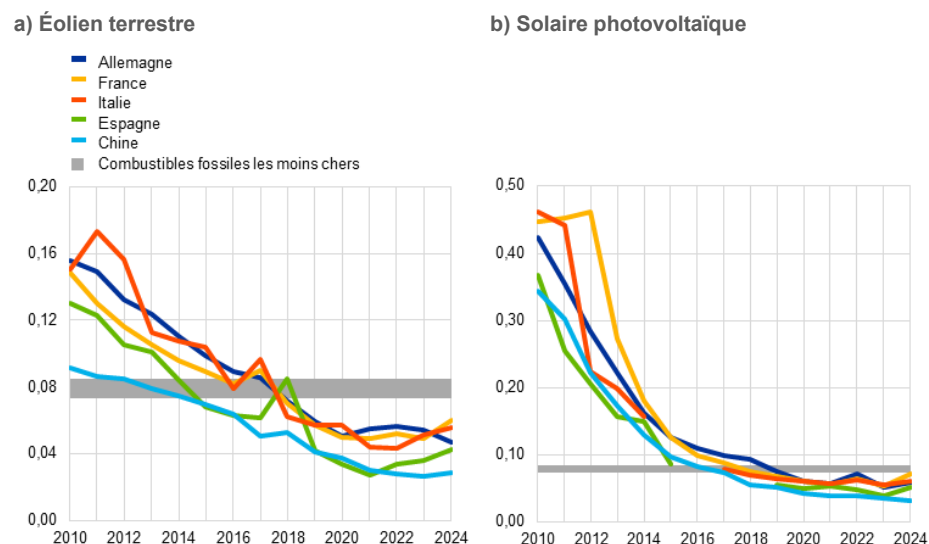 a) Éolien terrestre
Allemagne
France
Italie
Espagne
Chine
Combustibles fossiles les moins chers
0,20
0,16
0,12
0,08
0,04
0,00
2010 2012 2014 2016 2018 2020 2022 2024
b) Solaire photovoltaïque
0,50
0,40
0,30
0,20
0,10
0,00
2010 2012 2014 2016 2018 2020 2022 2024